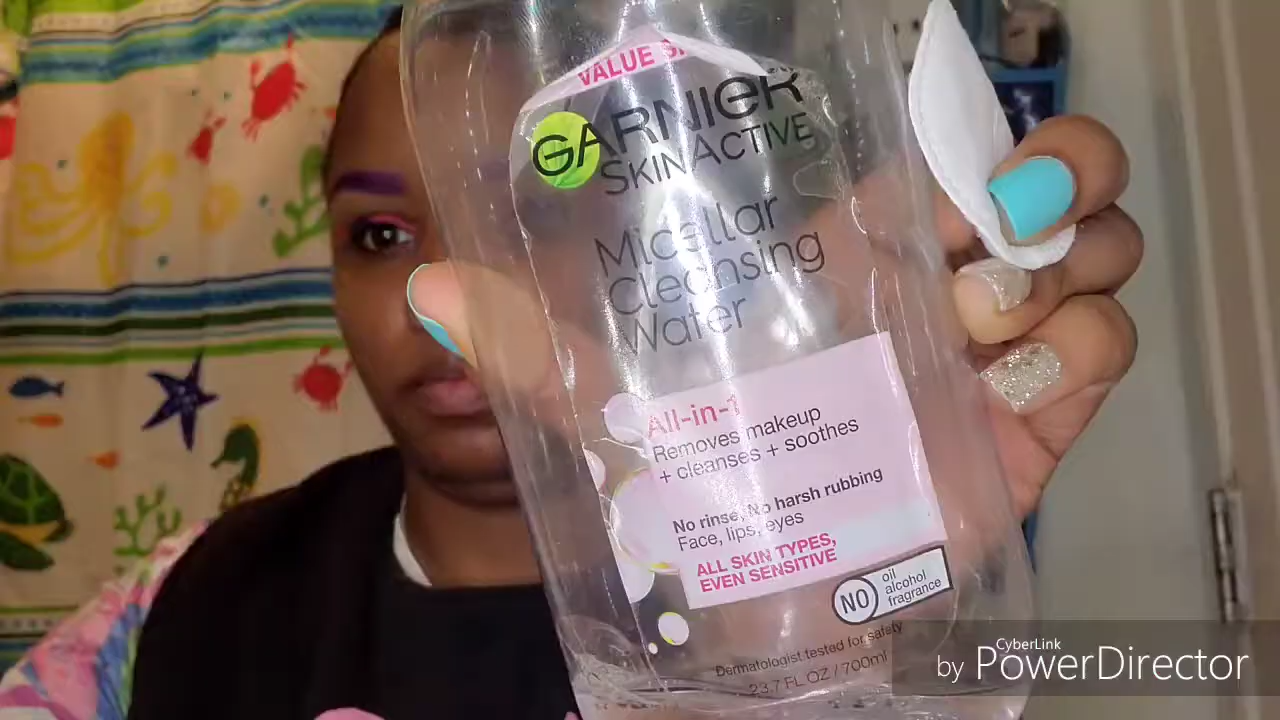 VALUE SI
GARNIER
SKINACTIVE
Micellar
Cleansing
Water
All-in-1
Removes makeup
+ cleanses + soothes
No rinse, No harsh rubbing
Face, lips, eyes
ALL SKIN TYPES,
EVEN SENSITIVE
NO
oil
alcohol
fragrance
Dermatologist tested for safety
23.7 FL OZ / 700ml
CyberLink
by PowerDirector